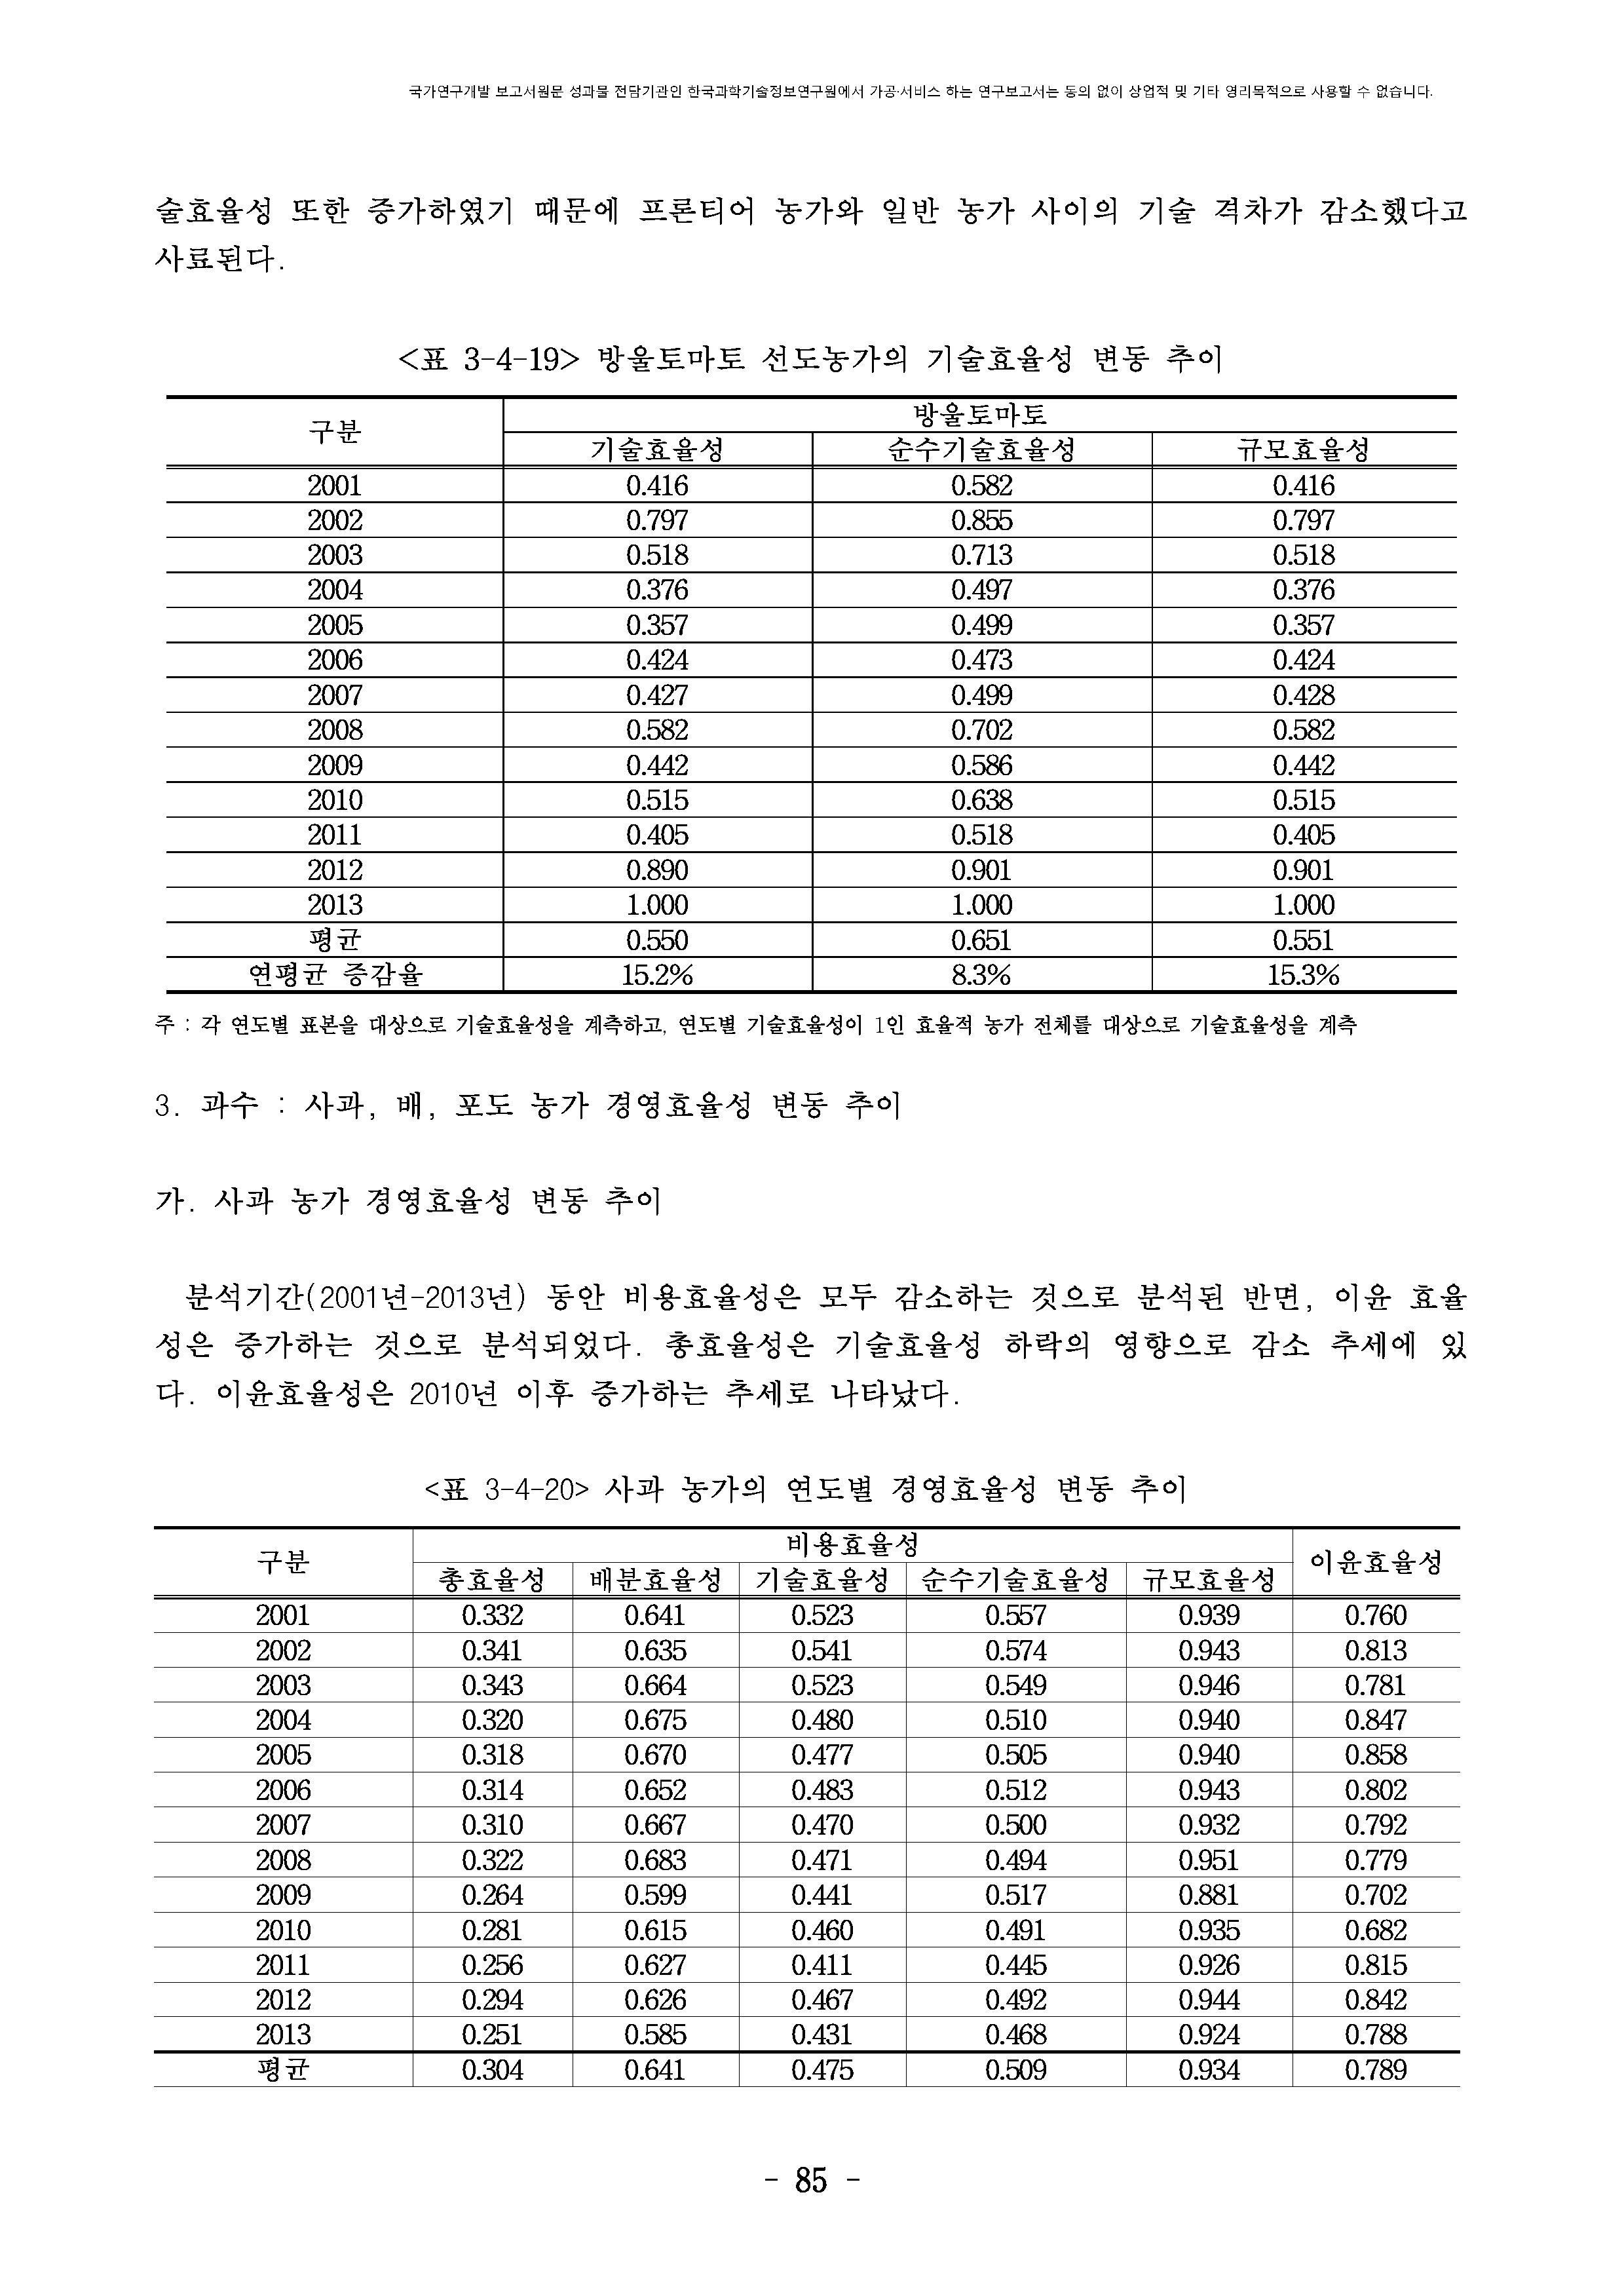 국가연구개발 보고서원문 성과물 전담기관인 한국과학기술정보연구원에서 가공·서비스 하는 연구보고서는 동의 없이 상업적 및 기타 영리목적으로 사용할 수 없습니다.
술효율성 또한 증가하였기 때문에 프론티어 농가와 일반 농가 사이의 기술 격차가 감소했다고
사료된다.
<표 3-4-19> 방울토마토 선도농가의 기술효율성 변동 추이
구분 방울토마토
기술효율성 순수기술효율성 규모효율성
2001 0.416 0.582 0.416
2002 0.797 0.855 0.797
2003 0.518 0.713 0.518
2004 0.376 0.497 0.376
2005 0.357 0.499 0.357
2006 0.424 0.473 0.424
2007 0.427 0.499 0.428
2008 0.582 0.702 0.582
2009 0.442 0.586 0.442
2010 0.515 0.638 0.515
2011 0.405 0.518 0.405
2012 0.890 0.901 0.901
2013 1.000 1.000 1.000
평균 0.550 0.651 0.551
연평균 증감율 15.2% 8.3% 15.3%
주 : 각 연도별 표본을 대상으로 기술효율성을 계측하고, 연도별 기술효율성이 1인 효율적 농가 전체를 대상으로 기술효율성을 계측
3. 과수 : 사과, 배, 포도 농가 경영효율성 변동 추이
가. 사과 농가 경영효율성 변동 추이
분석기간(2001년-2013년) 동안 비용효율성은 모두 감소하는 것으로 분석된 반면, 이윤 효율
성은 증가하는 것으로 분석되었다. 총효율성은 기술효율성 하락의 영향으로 감소 추세에 있
다. 이윤효율성은 2010년 이후 증가하는 추세로 나타났다.
<표 3-4-20> 사과 농가의 연도별 경영효율성 변동 추이
구분 비용효율성 이윤효율성
총효율성 배분효율성 기술효율성 순수기술효율성 규모효율성
2001 0.332 0.641 0.523 0.557 0.939 0.760
2002 0.341 0.635 0.541 0.574 0.943 0.813
2003 0.343 0.664 0.523 0.549 0.946 0.781
2004 0.320 0.675 0.480 0.510 0.940 0.847
2005 0.318 0.670 0.477 0.505 0.940 0.858
2006 0.314 0.652 0.483 0.512 0.943 0.802
2007 0.310 0.667 0.470 0.500 0.932 0.792
2008 0.322 0.683 0.471 0.494 0.951 0.779
2009 0.264 0.599 0.441 0.517 0.881 0.702
2010 0.281 0.615 0.460 0.491 0.935 0.682
2011 0.256 0.627 0.411 0.445 0.926 0.815
2012 0.294 0.626 0.467 0.492 0.944 0.842
2013 0.251 0.585 0.431 0.468 0.924 0.788
평균 0.304 0.641 0.475 0.509 0.934 0.789
- 85 -